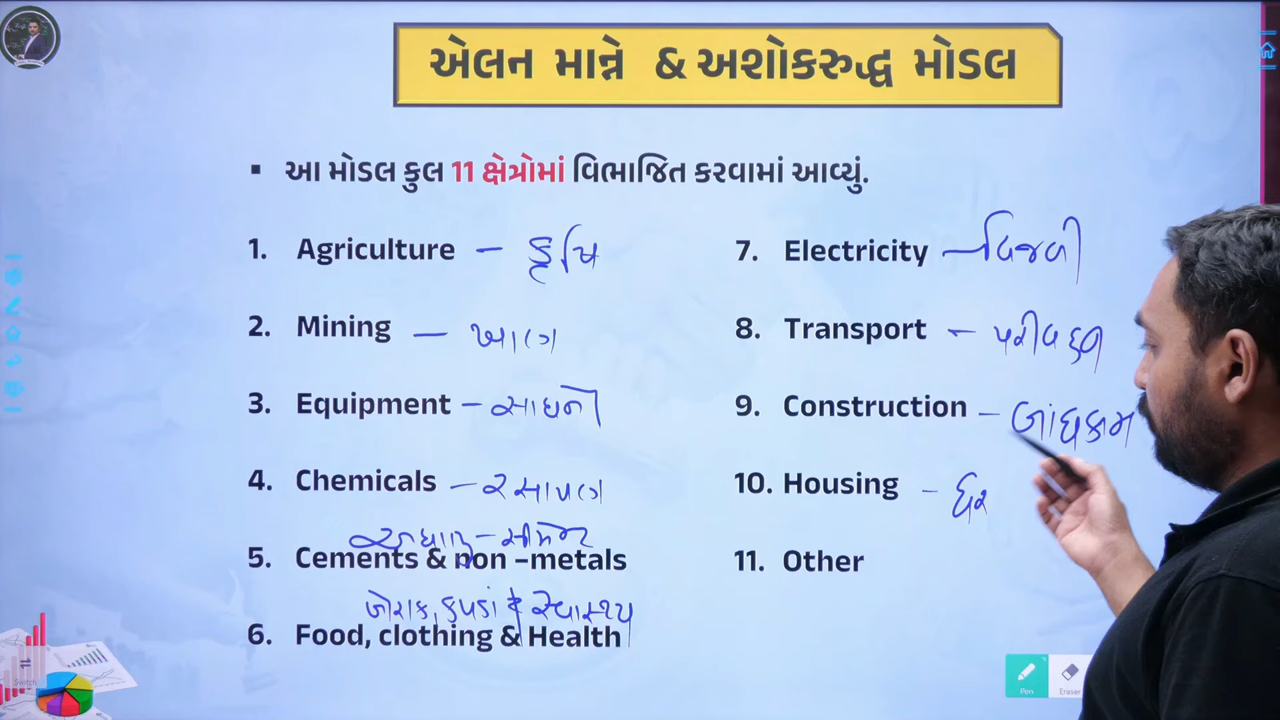 એલન માન્ને & અશોકરુદ્ધ મોડલ
▪ આ મોડલ કુલ 11 ક્ષેત્રોમાં વિભાજિત કરવામાં આવ્યું.
1. Agriculture – કૃષિ
2. Mining – ખાણ
3. Equipment – સાધનો
4. Chemicals – રસાયણ
અધાતુ – સીમેન્ટ
5. Cements & non –metals
ખોરાક, કપડાં & સ્વાસ્થ્ય
6. Food, clothing & Health
7. Electricity – વિજળી
8. Transport – પરીવહન
9. Construction – બાંધકામ
10. Housing – ઘર
11. Other
Switch
Pen
Eraser